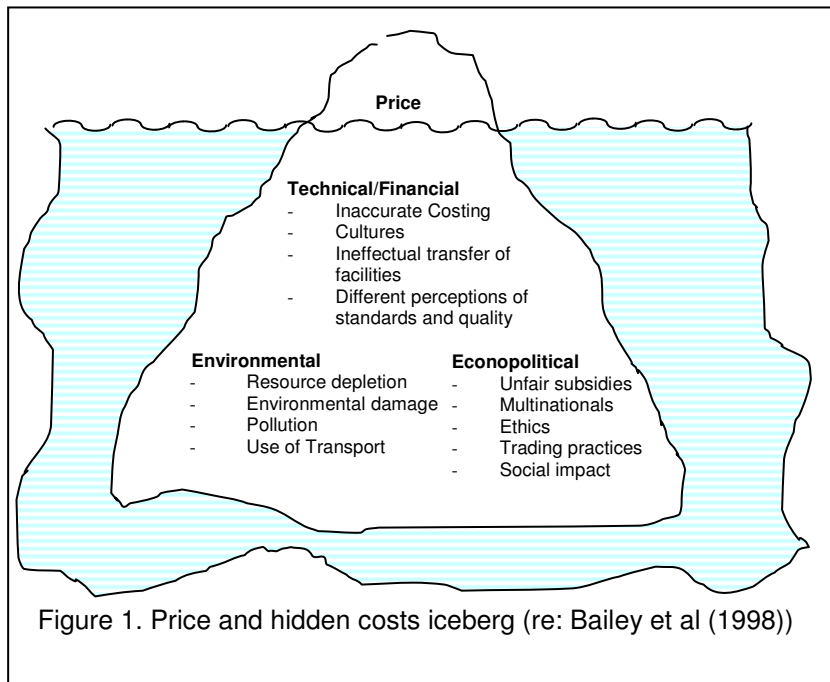 Price
Technical/Financial
- Inaccurate Costing
- Cultures
- Ineffectual transfer of
facilities
- Different perceptions of
standards and quality
Environmental
- Resource depletion
- Environmental damage
- Pollution
- Use of Transport
Econopolitical
- Unfair subsidies
- Multinationals
- Ethics
- Trading practices
- Social impact
Figure 1. Price and hidden costs iceberg (re: Bailey et al (1998))